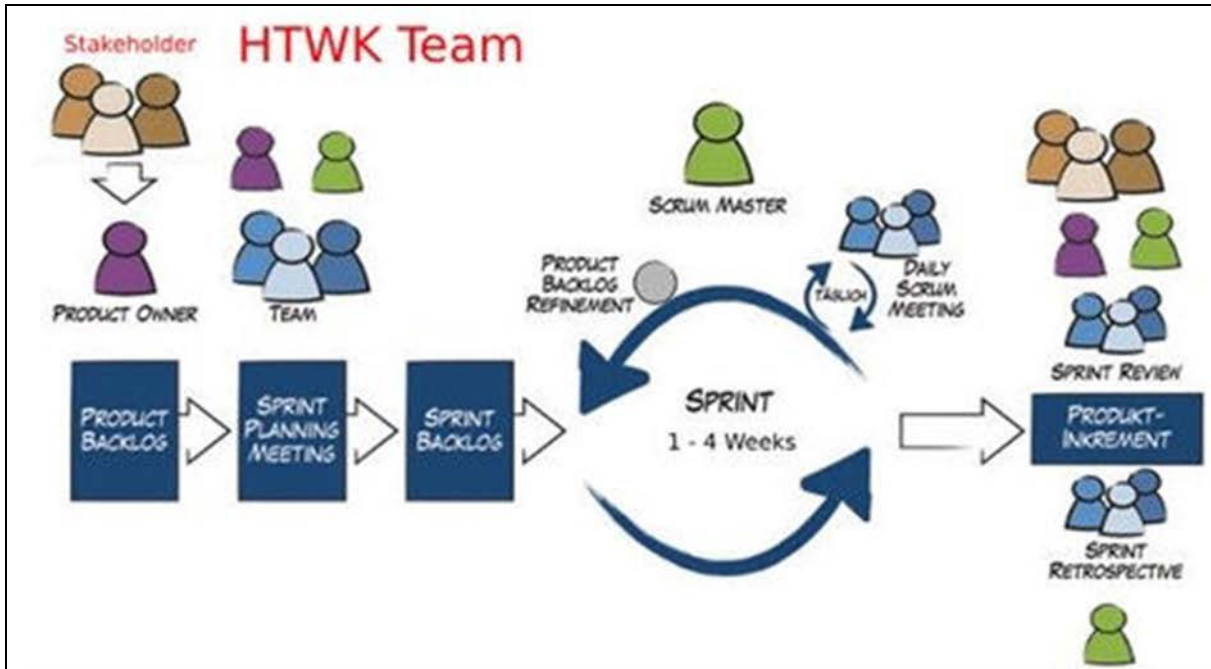 Stakeholder
HTWK Team
SCRUM MASTER
PRODUCT OWNER
TEAM
PRODUCT
BACKLOG
REFINEMENT
TÄGLICH
DAILY
SCRUM
MEETING
PRODUCT
BACKLOG
SPRINT
PLANNING
MEETING
SPRINT
BACKLOG
SPRINT
1 - 4 Weeks
SPRINT REVIEW
PRODUKT-
INKREMENT
SPRINT
RETROSPECTIVE